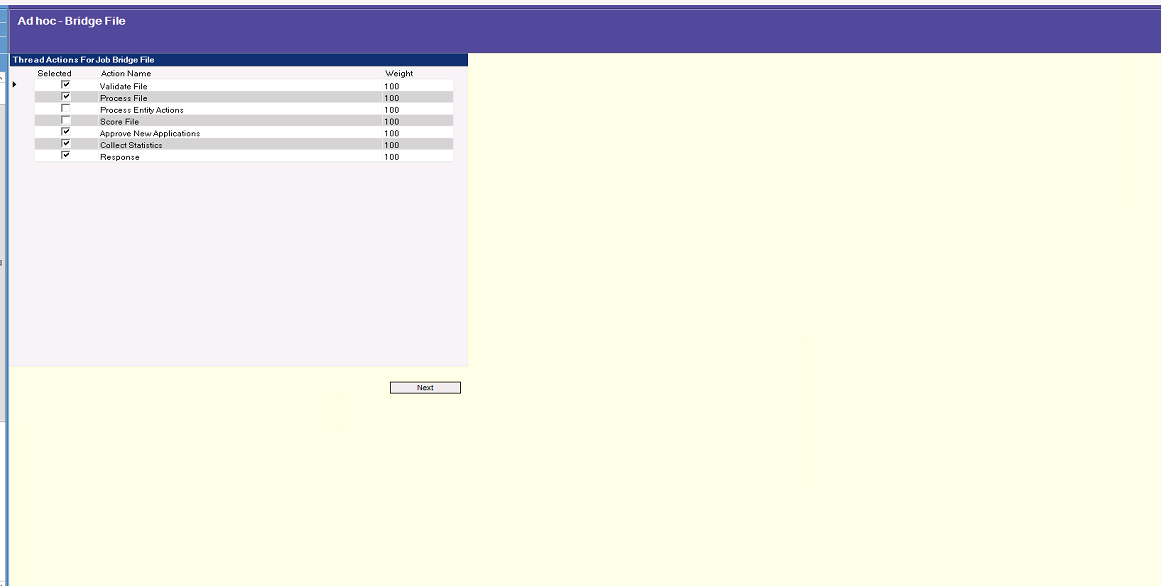 Ad hoc - Bridge File
Thread Actions For Job Bridge File
Selected Action Name Weight
Validate File 100
Process File 100
Process Entity Actions 100
Score File 100
Approve New Applications 100
Collect Statistics 100
Response 100
Next